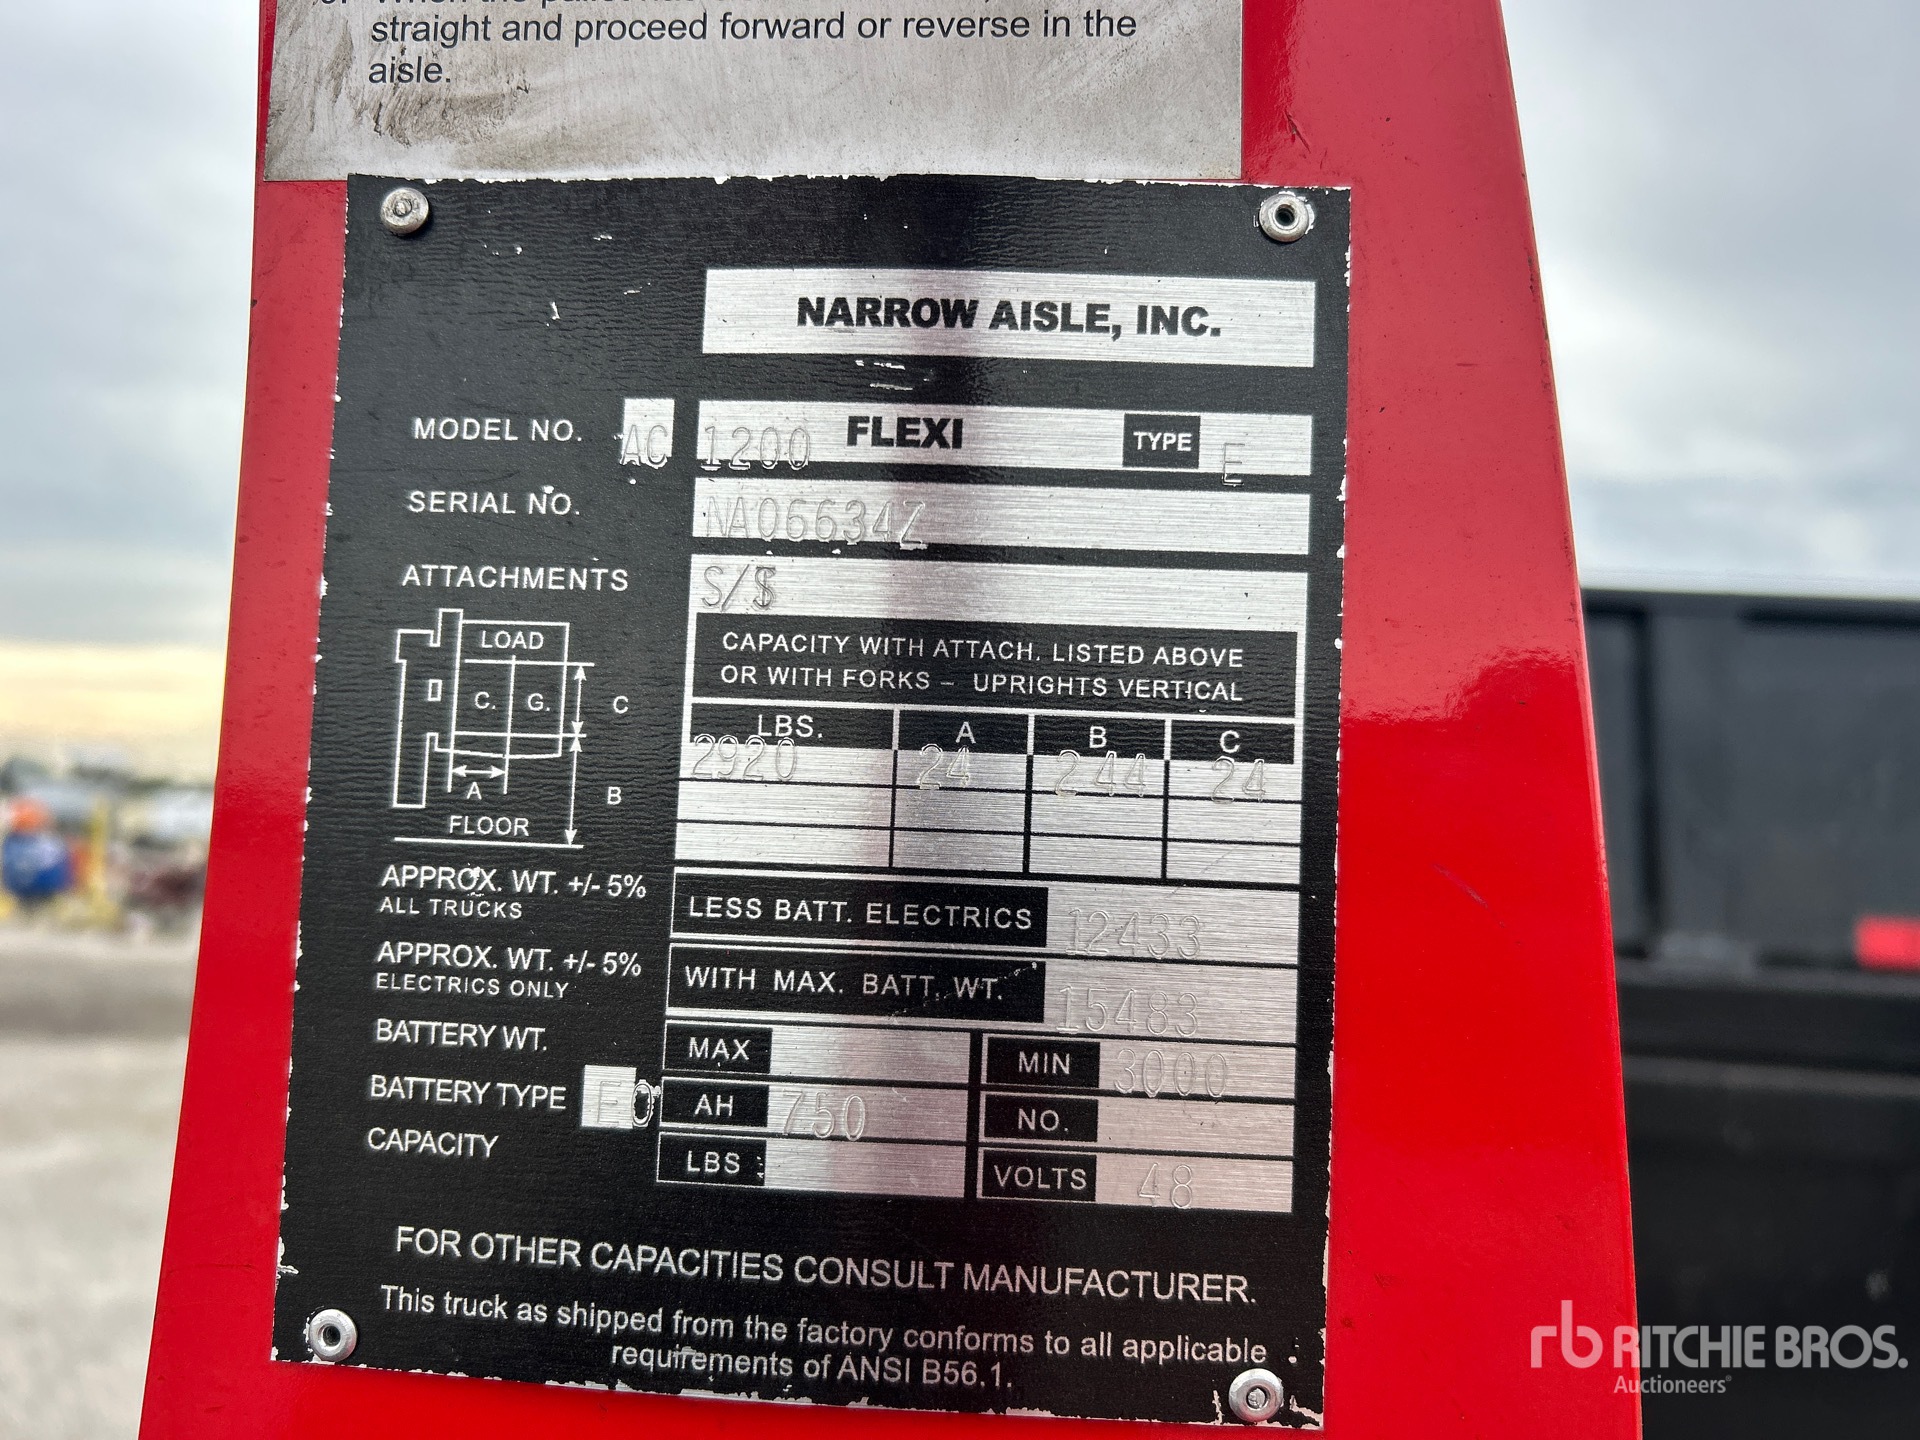 straight and proceed forward or reverse in the
aisle.
NARROW AISLE, INC.
MODEL NO. AC 1200 FLEXI TYPE E
SERIAL NO. NA06634Z
ATTACHMENTS S/
LOAD
C. G.
C
A
B
FLOOR
CAPACITY WITH ATTACH. LISTED ABOVE
OR WITH FORKS – UPRIGHTS VERTICAL
LBS. A B C
2920 24 244 24
APPROX. WT. +/- 5%
ALL TRUCKS
LESS BATT. ELECTRICS 12433
APPROX. WT. +/- 5%
ELECTRICS ONLY
WITH MAX. BATT. WT. 15483
BATTERY WT. MAX MIN 3000
BATTERY TYPE EO AH 750 NO.
CAPACITY LBS VOLTS 48
FOR OTHER CAPACITIES CONSULT MANUFACTURER.
This truck as shipped from the factory conforms to all applicable
requirements of ANSI B56.1.
rb RITCHIE BROS.
Auctioneers